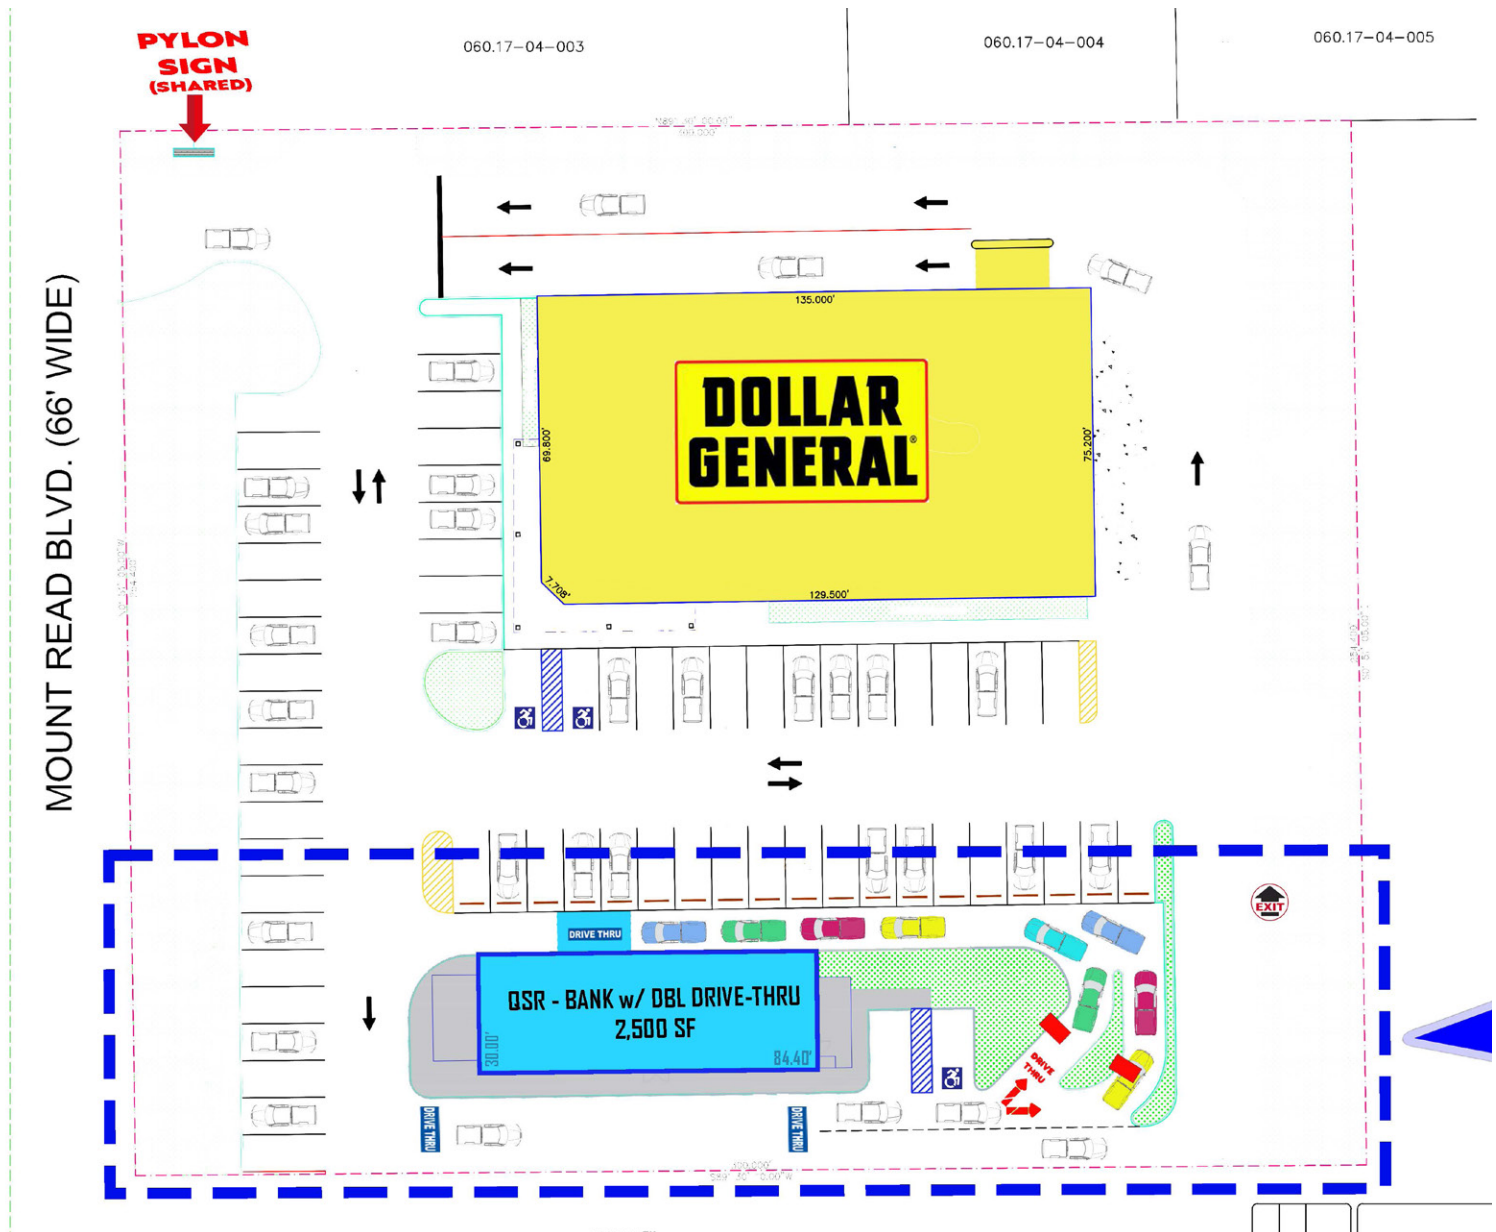 PYLON
SIGN
(SHARED)
060.17-04-003
060.17-04-004
060.17-04-005
MOUNT READ BLVD. (66' WIDE)
135.000'
DOLLAR
GENERAL®
69.800'
75.200'
7.708'
129.500'
EXIT
DRIVE THRU
QSR - BANK w/ DBL DRIVE-THRU
2,500 SF
30.00'
84.40'
DRIVE
THRU
DRIVE THRU
DRIVE THRU